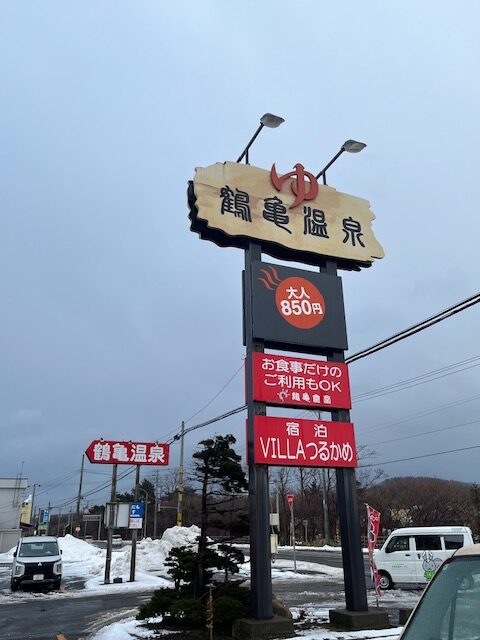 ゆ
鶴亀温泉
大人
850円
お食事だけの
ご利用もOK
鶴亀食堂
宿泊
VILLAつるかめ
鶴亀温泉